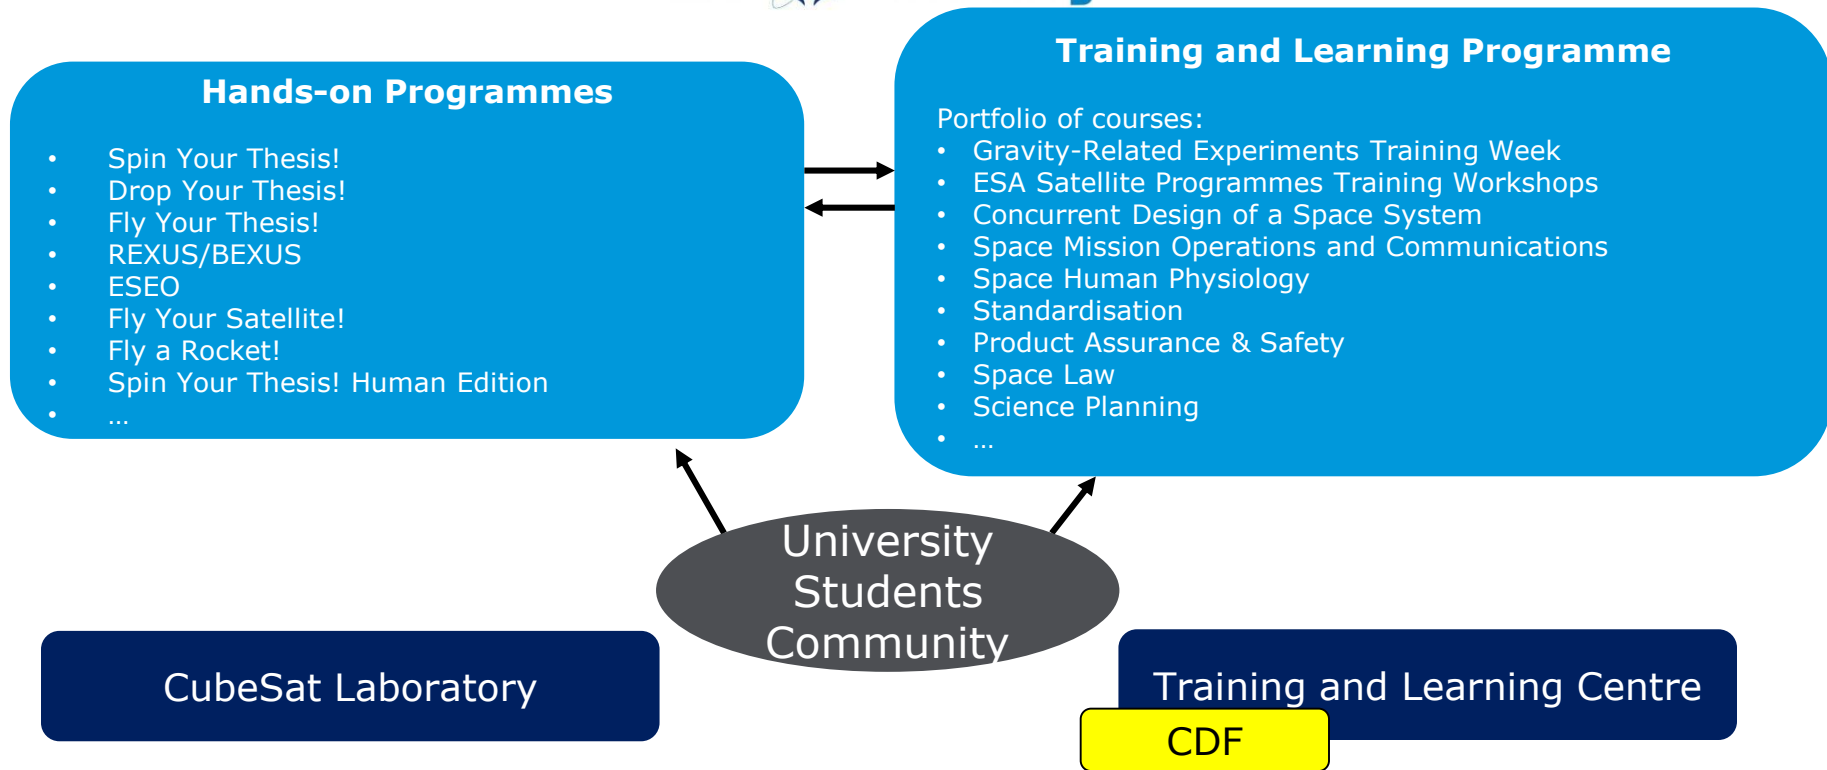 Hands-on Programmes
• Spin Your Thesis!
• Drop Your Thesis!
• Fly Your Thesis!
• REXUS/BEXUS
• ESEO
• Fly Your Satellite!
• Fly a Rocket!
• Spin Your Thesis! Human Edition
• …
Training and Learning Programme
Portfolio of courses:
• Gravity-Related Experiments Training Week
• ESA Satellite Programmes Training Workshops
• Concurrent Design of a Space System
• Space Mission Operations and Communications
• Space Human Physiology
• Standardisation
• Product Assurance & Safety
• Space Law
• Science Planning
• …
University
Students
Community
CubeSat Laboratory
Training and Learning Centre
CDF